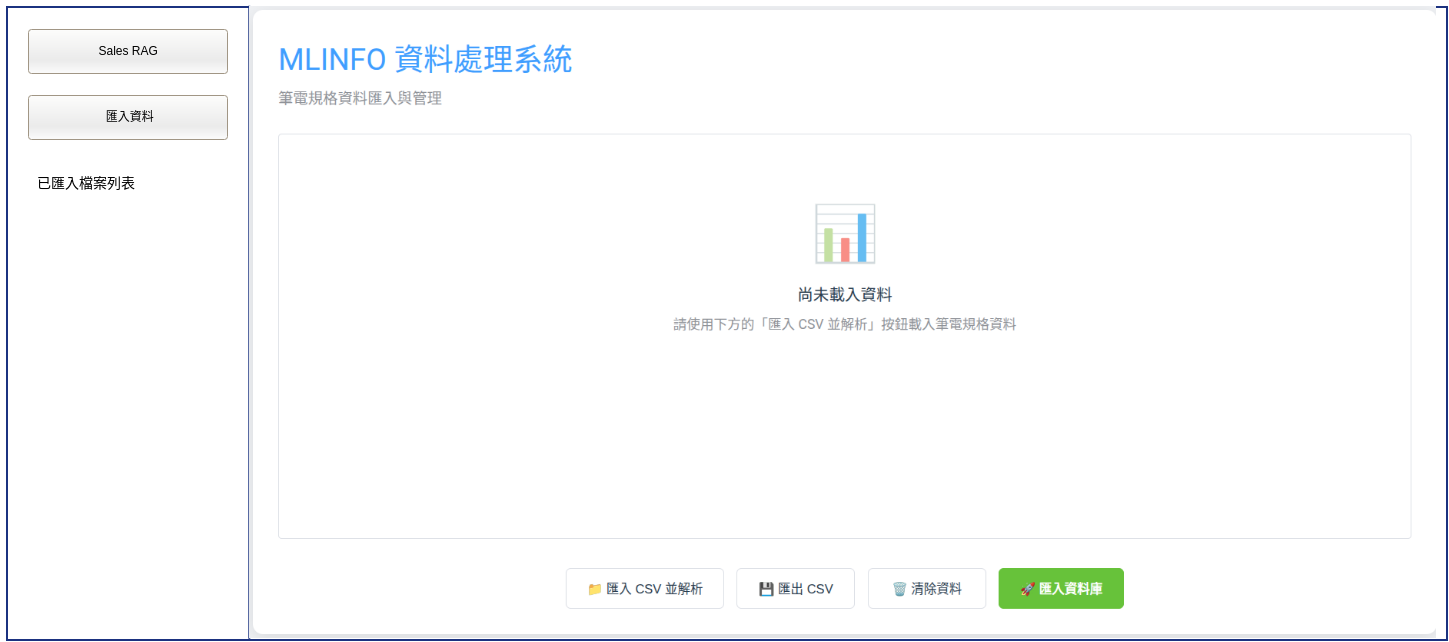 Sales RAG
匯入資料
已匯入檔案列表
MLINFO 資料處理系統
筆電規格資料匯入與管理
尚未載入資料
請使用下方的「匯入 CSV 並解析」按鈕載入筆電規格資料
匯入 CSV 並解析
匯出 CSV
清除資料
匯入資料庫